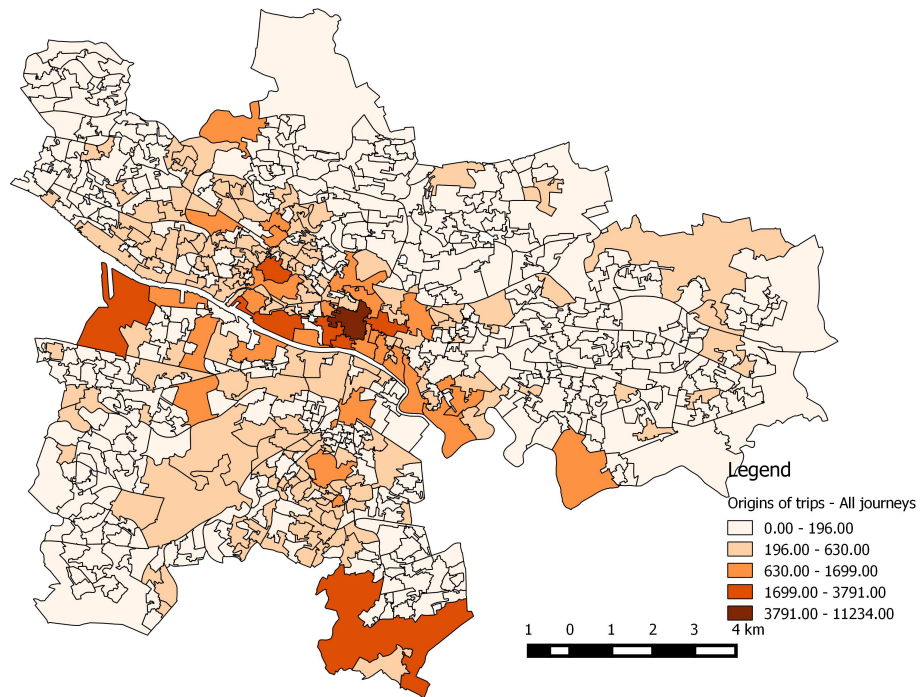 Legend
Origins of trips - All journeys
0.00 - 196.00
196.00 - 630.00
630.00 - 1699.00
1699.00 - 3791.00
3791.00 - 11234.00
1 0 1 2 3 4 km